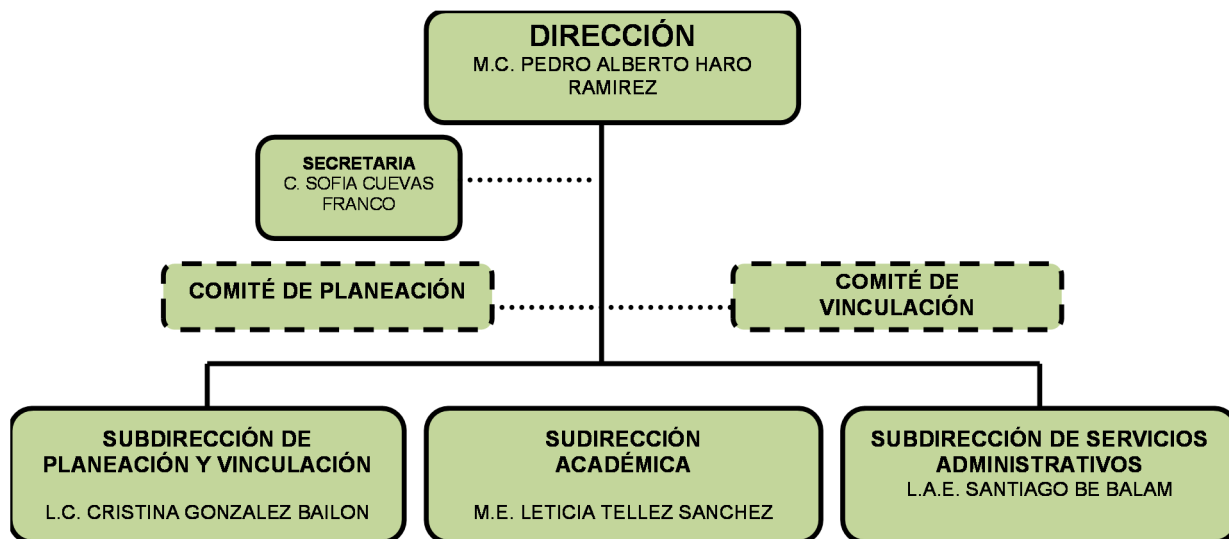 DIRECCIÓN
M.C. PEDRO ALBERTO HARO
RAMIREZ
SECRETARIA
C. SOFIA CUEVAS
FRANCO
COMITÉ DE PLANEACIÓN
COMITÉ DE
VINCULACIÓN
SUBDIRECCIÓN DE
PLANEACIÓN Y VINCULACIÓN
L.C. CRISTINA GONZALEZ BAILON
SUDIRECCIÓN
ACADÉMICA
M.E. LETICIA TELLEZ SANCHEZ
SUBDIRECCIÓN DE SERVICIOS
ADMINISTRATIVOS
L.A.E. SANTIAGO BE BALAM